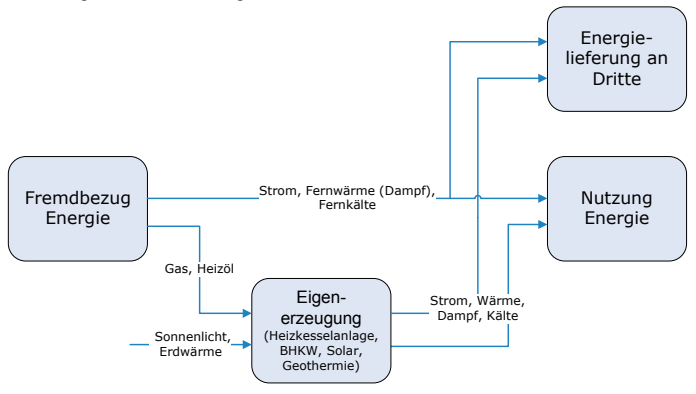 Energie-
lieferung an
Dritte
Fremdbezug
Energie
Strom, Fernwärme (Dampf),
Fernkälte
Nutzung
Energie
Gas, Heizöl
Eigen-
erzeugung
(Heizkesselanlage,
BHKW, Solar,
Geothermie)
Strom, Wärme,
Dampf, Kälte
Sonnenlicht,
Erdwärme